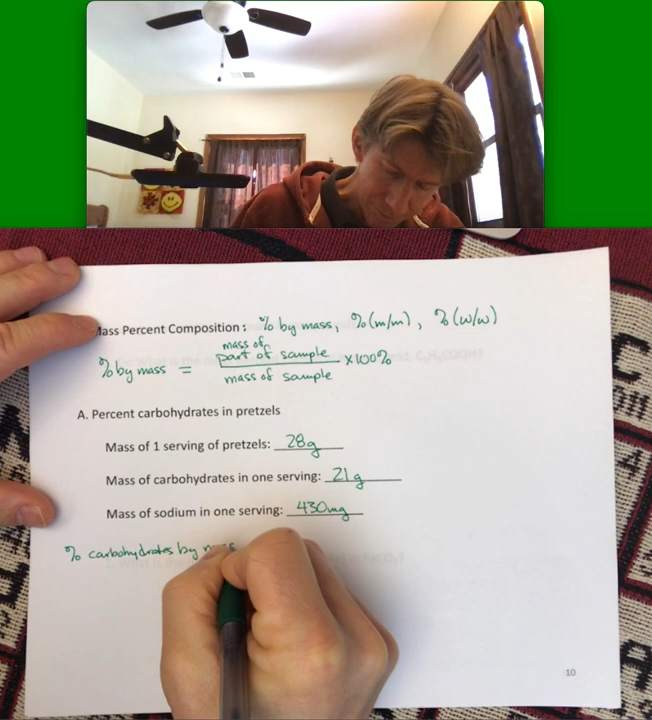 Mass Percent Composition: % by mass, %(m/m), %(w/w)
% by mass = mass of part of sample
mass of sample × 100%
A. Percent carbohydrates in pretzels
Mass of 1 serving of pretzels: 28g
Mass of carbohydrates in one serving: 21g
Mass of sodium in one serving: 430mg
% carbohydrates by mass
10